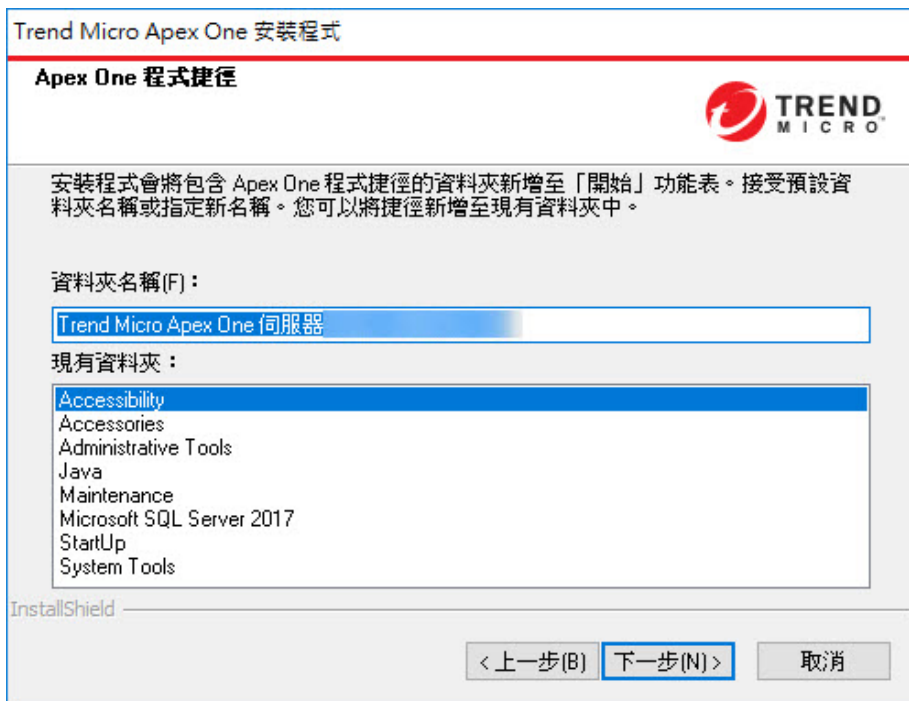 Trend Micro Apex One 安裝程式
Apex One 程式捷徑
TREND
MICRO
安裝程式會將包含 Apex One 程式捷徑的資料夾新增至「開始」功能表。接受預設資
料夾名稱或指定新名稱。您可以將捷徑新增至現有資料夾中。
資料夾名稱(F)：
Trend Micro Apex One 伺服器
現有資料夾：
Accessibility
Accessories
Administrative Tools
Java
Maintenance
Microsoft SQL Server 2017
StartUp
System Tools
InstallShield
<上一步(B) 下一步(N)> 取消